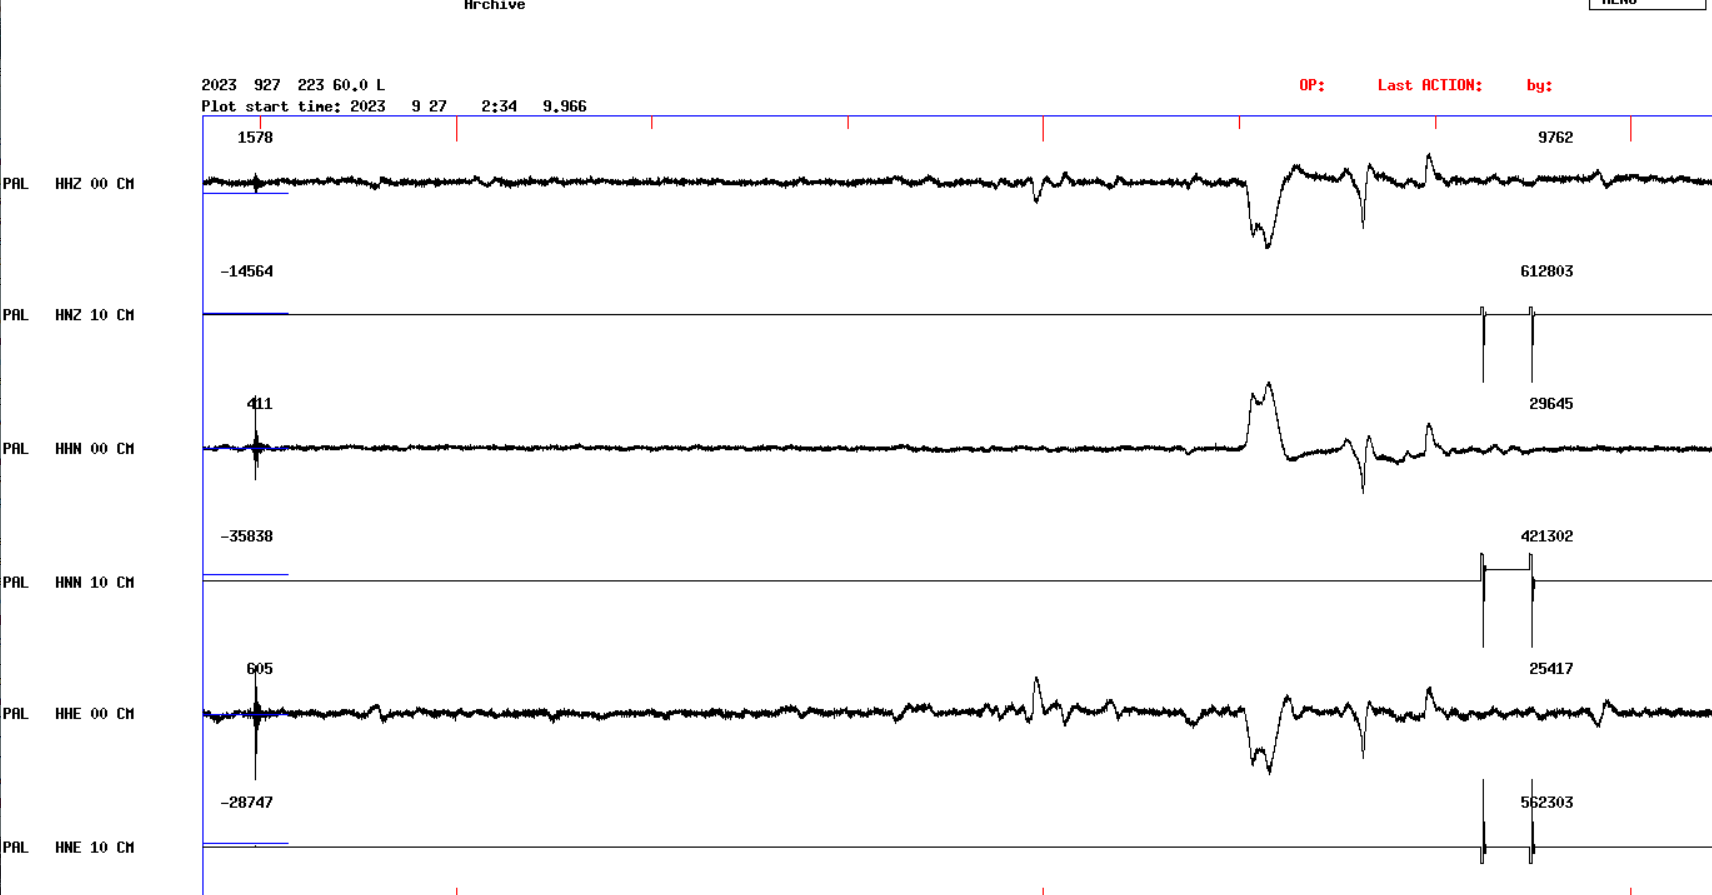 Archive
MENU
2023 927 223 60.0 L OP: Last ACTION: by:
Plot start time: 2023 9 27 2:34 9.966
1578 9762
PAL HHZ 00 CM
-14564 612803
PAL HNZ 10 CM
411 29645
PAL HHN 00 CM
-35838 421302
PAL HNN 10 CM
605 25417
PAL HHE 00 CM
-28747 562303
PAL HNE 10 CM